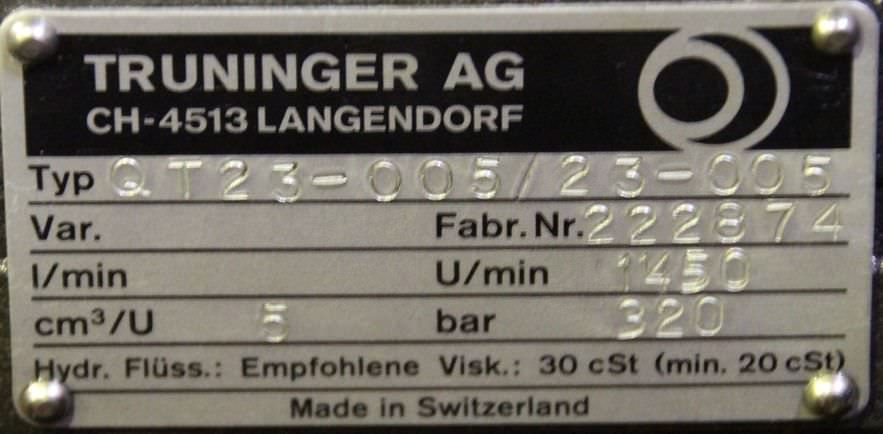 TRUNINGER AG
CH-4513 LANGENDORF
Typ QT23-005/23-005
Var. Fabr. Nr. 222874
l/min U/min 1450
cm³/U 5 bar 320
Hydr. Flüss.: Empfohlene Visk.: 30 cSt (min. 20 cSt)
Made in Switzerland